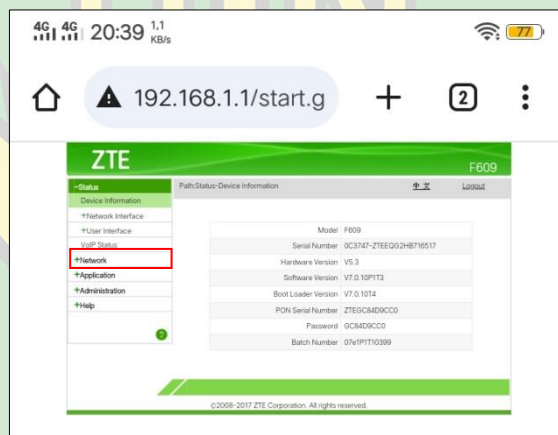 4G 4G 20:39 1,1 KB/s 77
192.168.1.1/start.g 2
ZTE
F609
-Status Path:Status-Device Information 中文 Logout
Device Information
+Network Interface
+User Interface
VoIP Status
+Network
+Application
+Administration
+Help
?
Model F609
Serial Number 0C3747-ZTEEQG2HB716517
Hardware Version V5.3
Software Version V7.0.10P1T3
Boot Loader Version V7.0.10T4
PON Serial Number ZTEGC84D9CC0
Password GC84D9CC0
Batch Number 07e1P1T10399
©2008-2017 ZTE Corporation. All rights reserved.